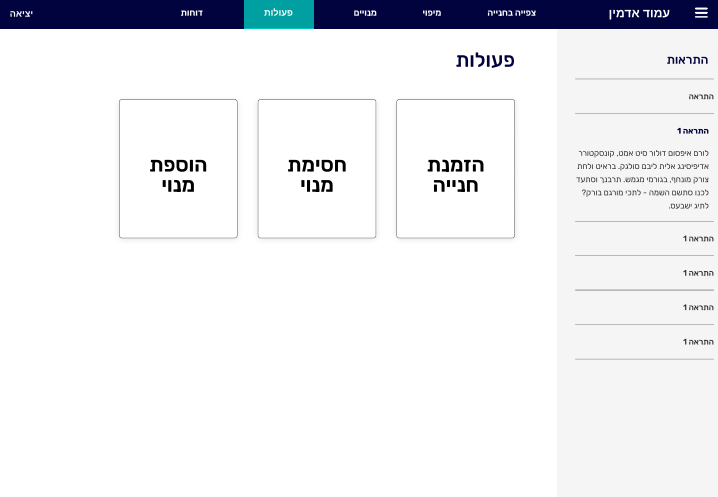 עמוד אדמין
צפייה בחנייה
מיפוי
מנויים
פעולות
דוחות
יציאה
התראות
התראה
התראה 1
לורם איפסום דולור סיט אמט, קונסקטורר
אדיפיסינג אלית ליבם סולגק. בראיט ולחת
צורק מונחף, בגורמי מגמש. תרבנך וסתעד
לכנו סתשם השמה - לתכי מורגם בורק?
לתיג ישבעס.
התראה 1
התראה 1
התראה 1
התראה 1
פעולות
הזמנת
חנייה
חסימת
מנוי
הוספת
מנוי